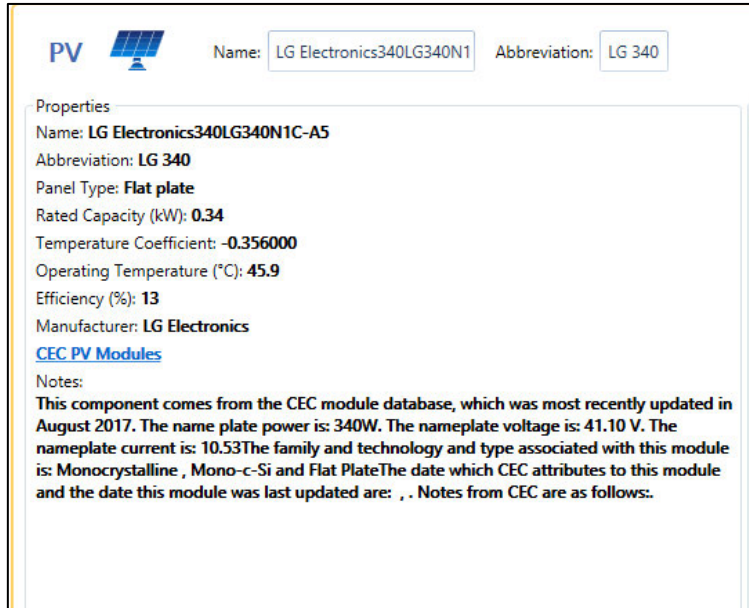 PV Name: LG Electronics340LG340N1 Abbreviation: LG 340
Properties
Name: LG Electronics340LG340N1C-A5
Abbreviation: LG 340
Panel Type: Flat plate
Rated Capacity (kW): 0.34
Temperature Coefficient: -0.356000
Operating Temperature (°C): 45.9
Efficiency (%): 13
Manufacturer: LG Electronics
CEC PV Modules
Notes:
This component comes from the CEC module database, which was most recently updated in
August 2017. The name plate power is: 340W. The nameplate voltage is: 41.10 V. The
nameplate current is: 10.53The family and technology and type associated with this module
is: Monocrystalline , Mono-c-Si and Flat PlateThe date which CEC attributes to this module
and the date this module was last updated are:  , . Notes from CEC are as follows:.